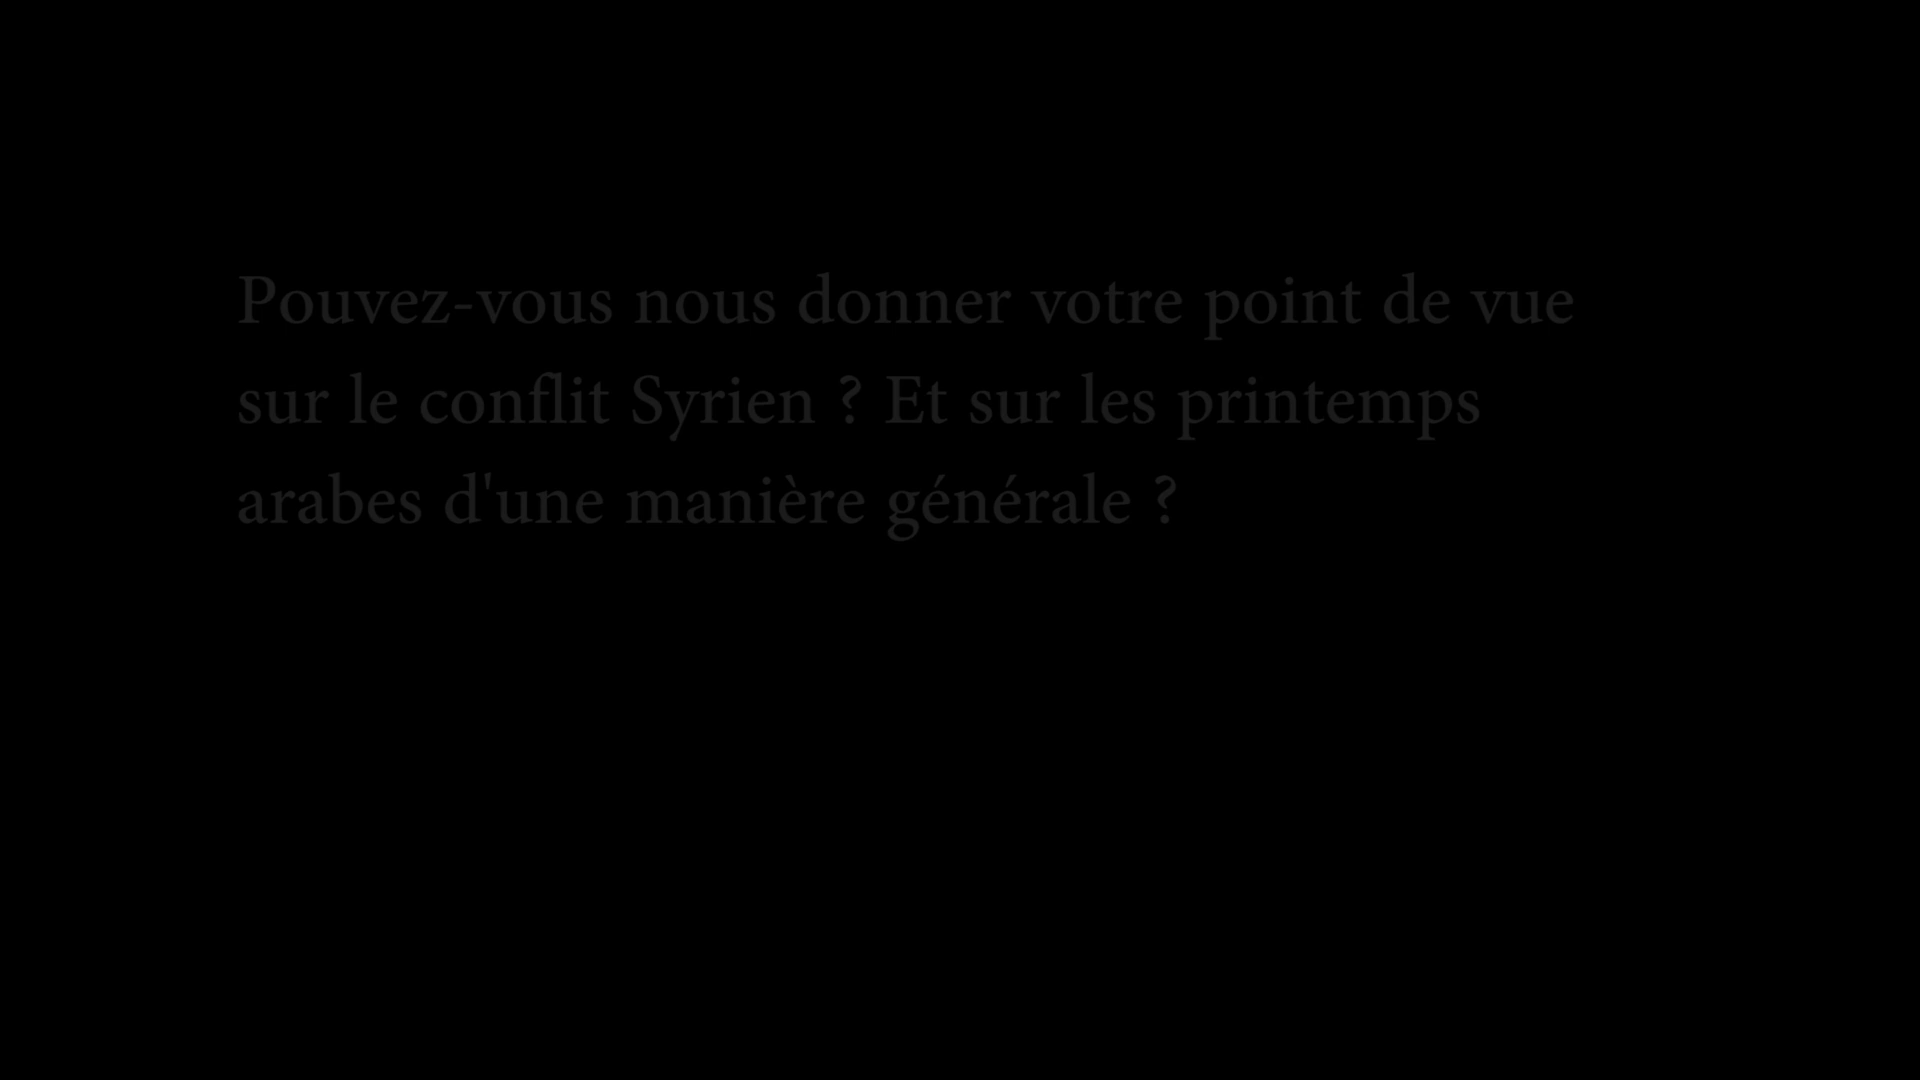 Pouvez-vous nous donner votre point de vue
sur le conflit Syrien ? Et sur les printemps
arabes d'une manière générale ?